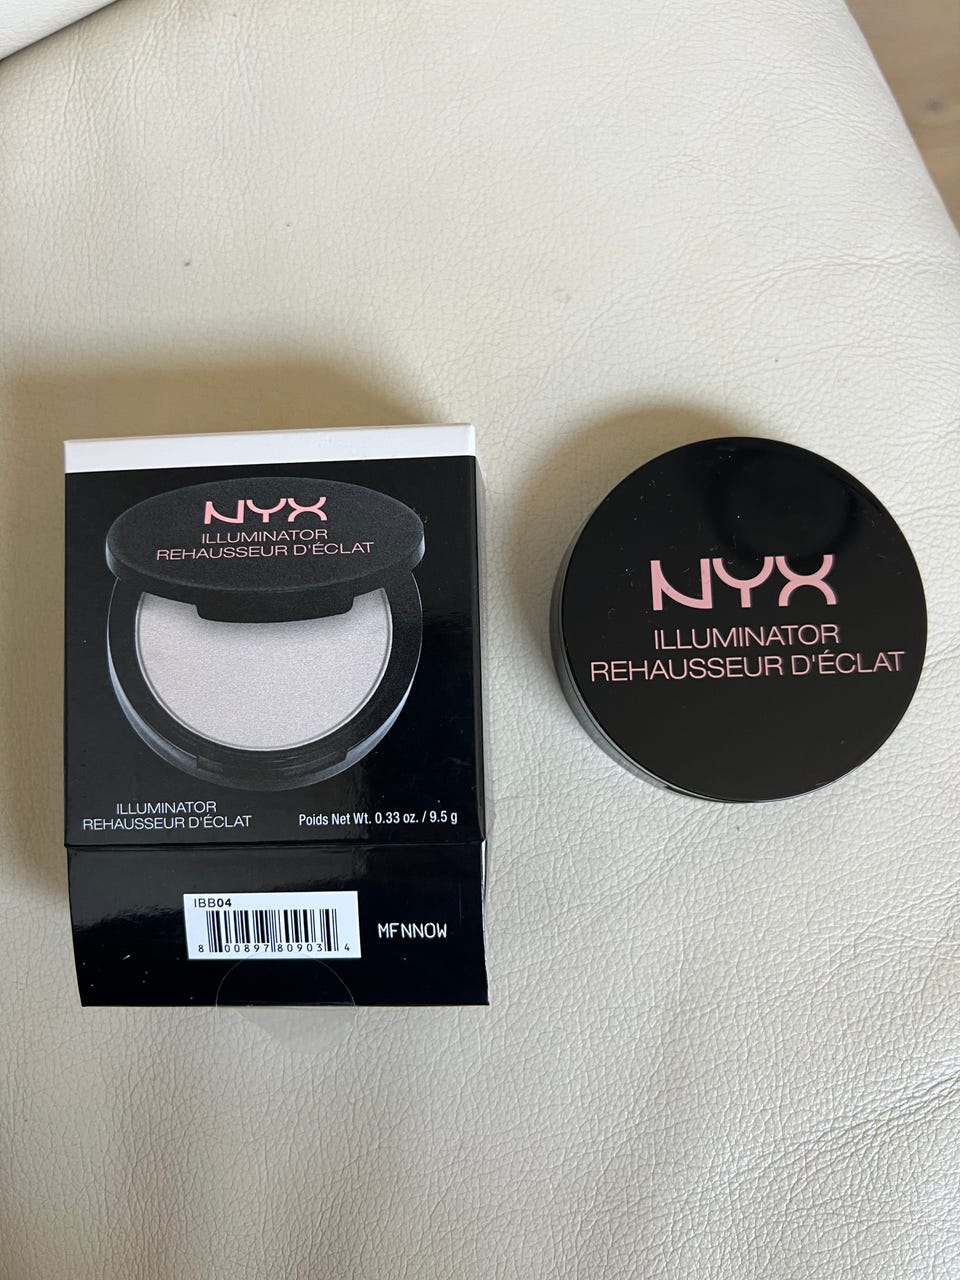 NYX
ILLUMINATOR
REHAUSSEUR D'ÉCLAT
ILLUMINATOR
REHAUSSEUR D'ÉCLAT
Poids Net Wt. 0.33 oz. / 9.5 g
IBB04
8 00897 80903 4
MFNNOW
NYX
ILLUMINATOR
REHAUSSEUR D'ÉCLAT